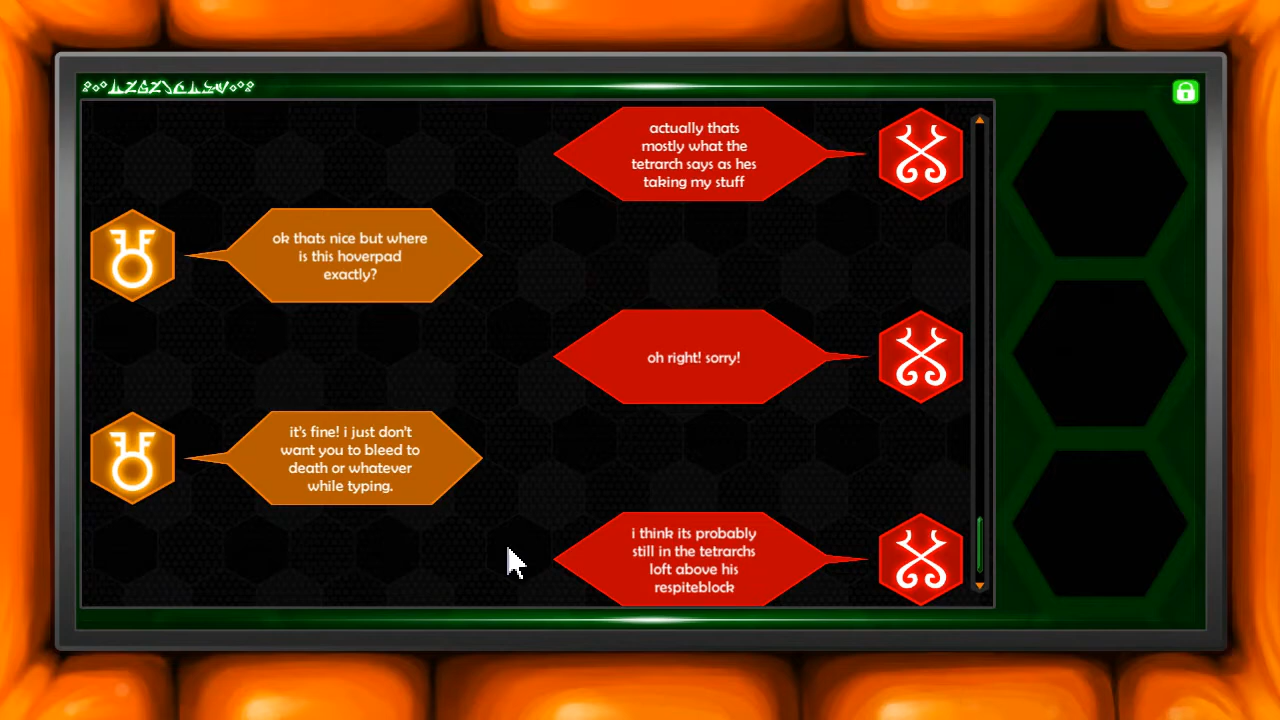 actually thats
mostly what the
tetrarch says as hes
taking my stuff
ok thats nice but where
is this hoverpad
exactly?
oh right! sorry!
it's fine! i just don't
want you to bleed to
death or whatever
while typing.
i think its probably
still in the tetrarchs
loft above his
respiteblock